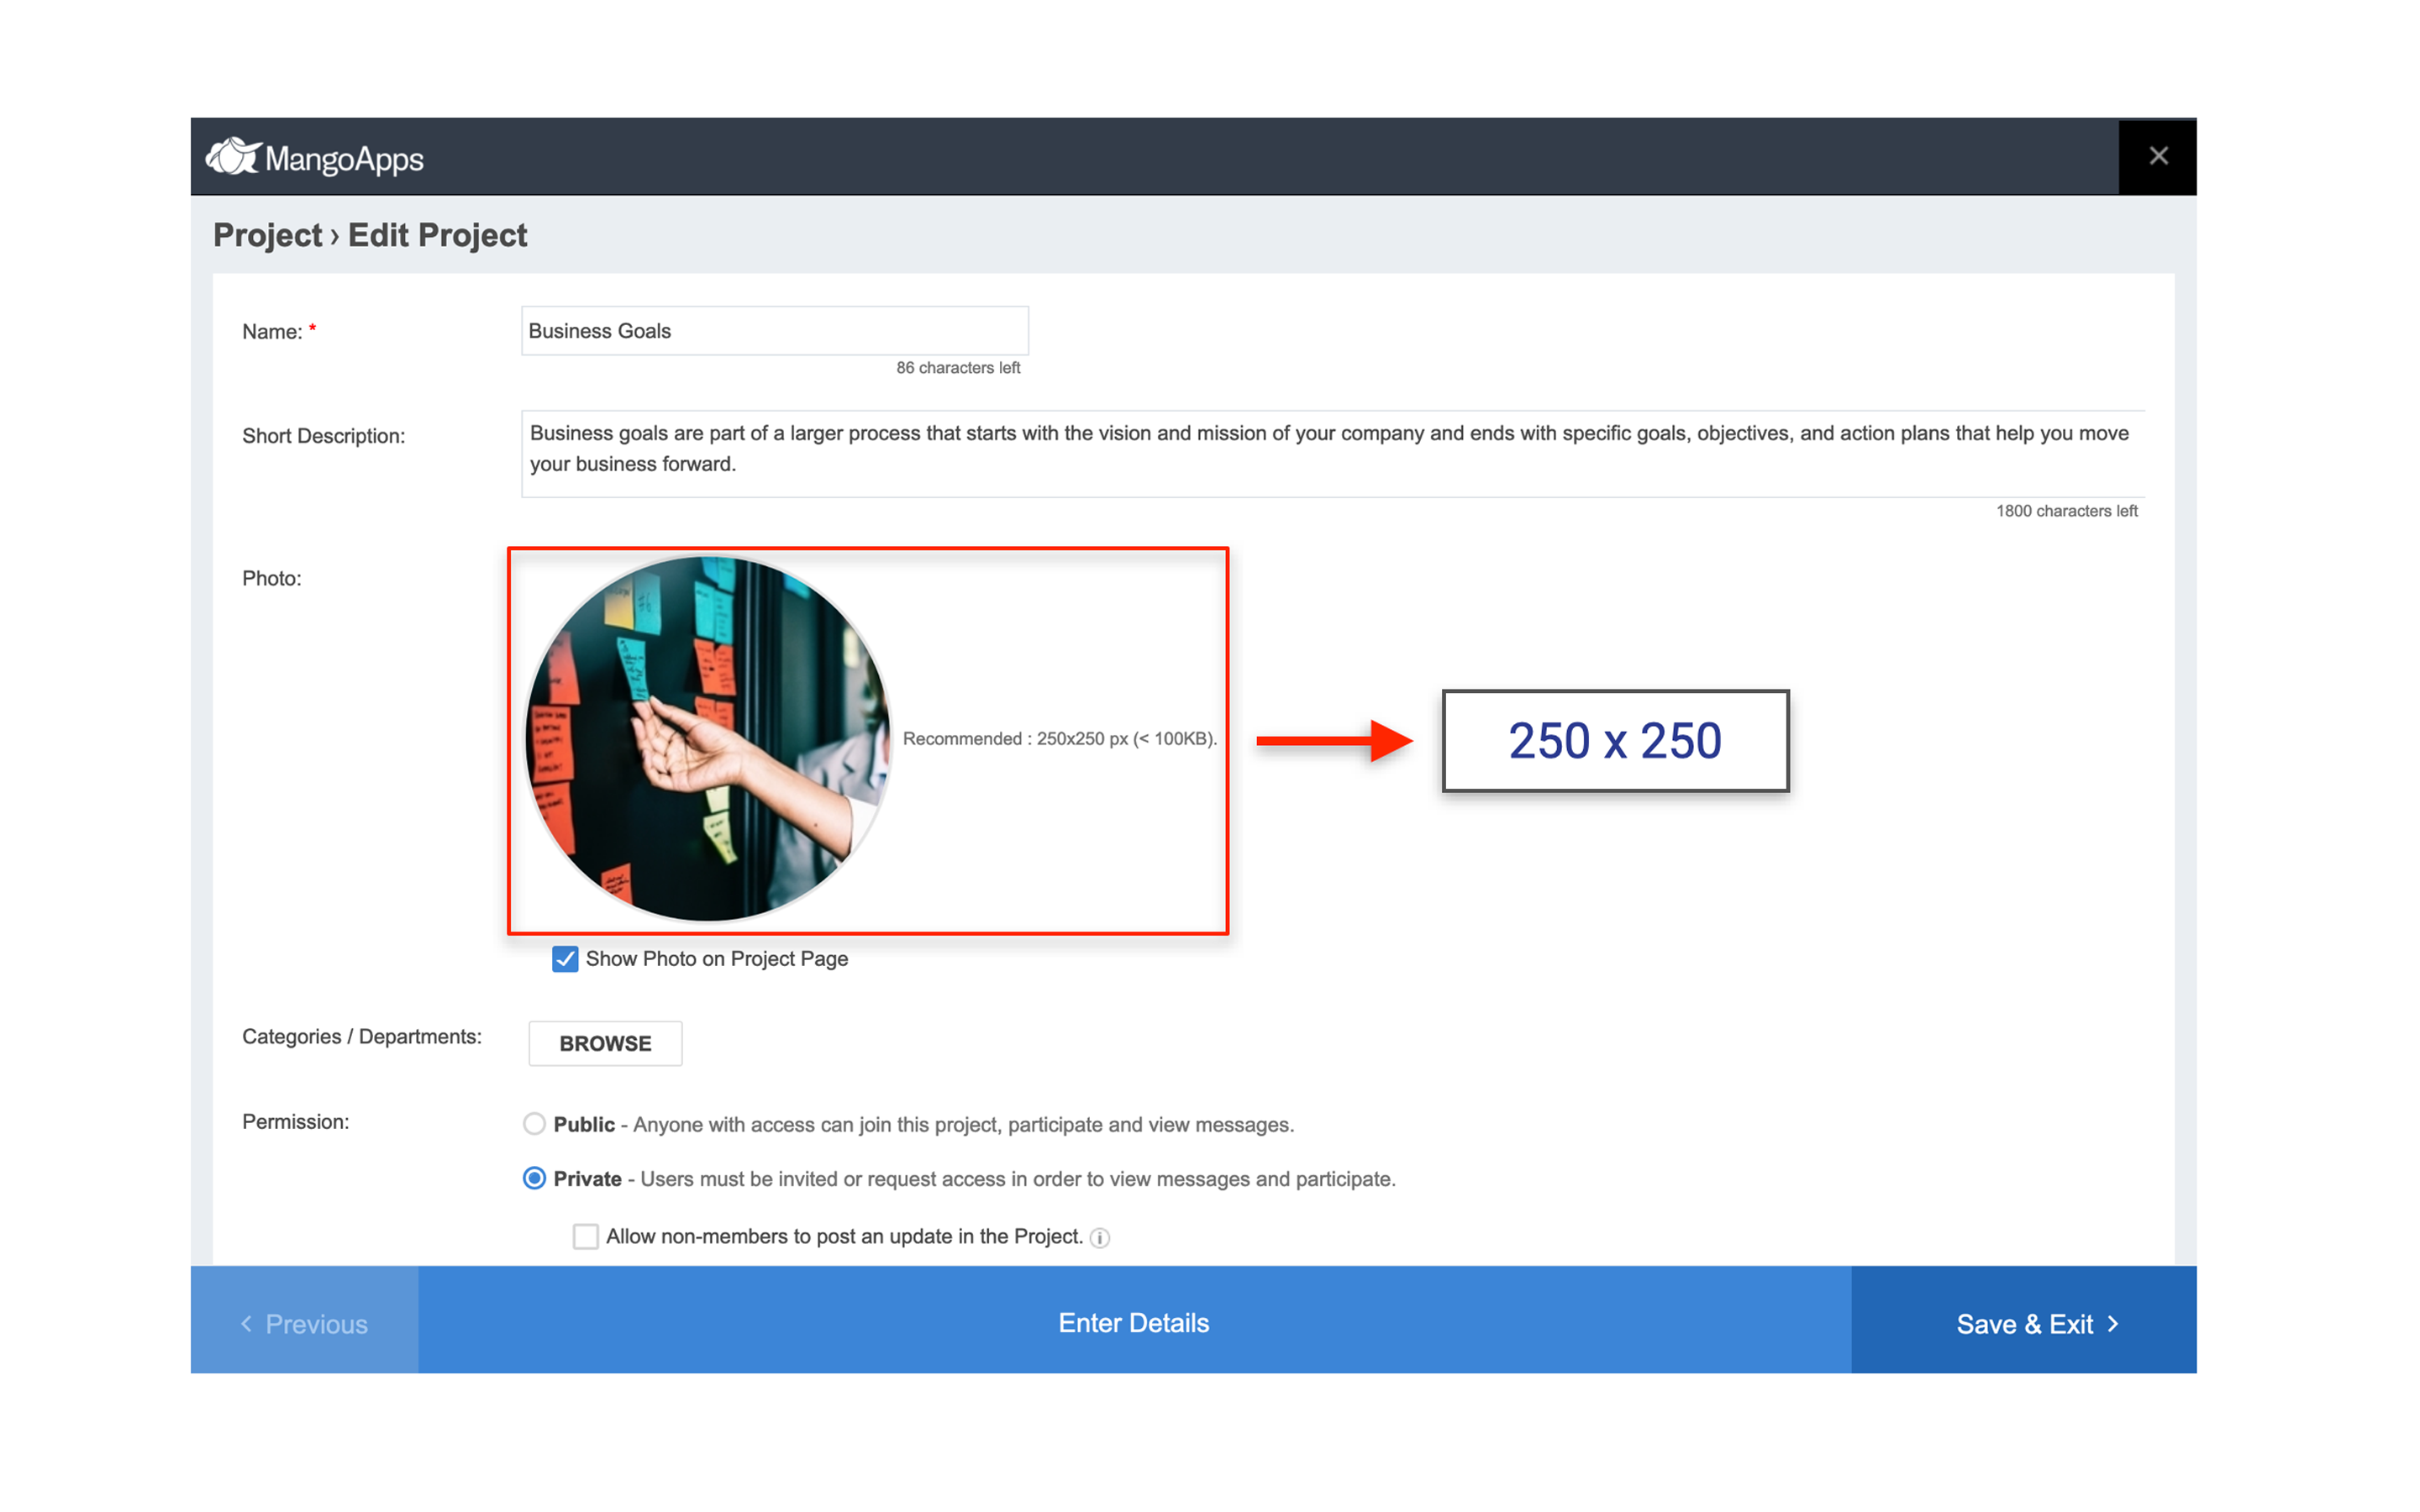 MangoApps
Project › Edit Project
Name: *
Business Goals
86 characters left
Short Description:
Business goals are part of a larger process that starts with the vision and mission of your company and ends with specific goals, objectives, and action plans that help you move
your business forward.
1800 characters left
Photo:
#6
Recommended : 250x250 px (< 100KB).
250 x 250
Show Photo on Project Page
Categories / Departments:
BROWSE
Permission:
Public - Anyone with access can join this project, participate and view messages.
Private - Users must be invited or request access in order to view messages and participate.
Allow non-members to post an update in the Project.
Previous
Enter Details
Save & Exit